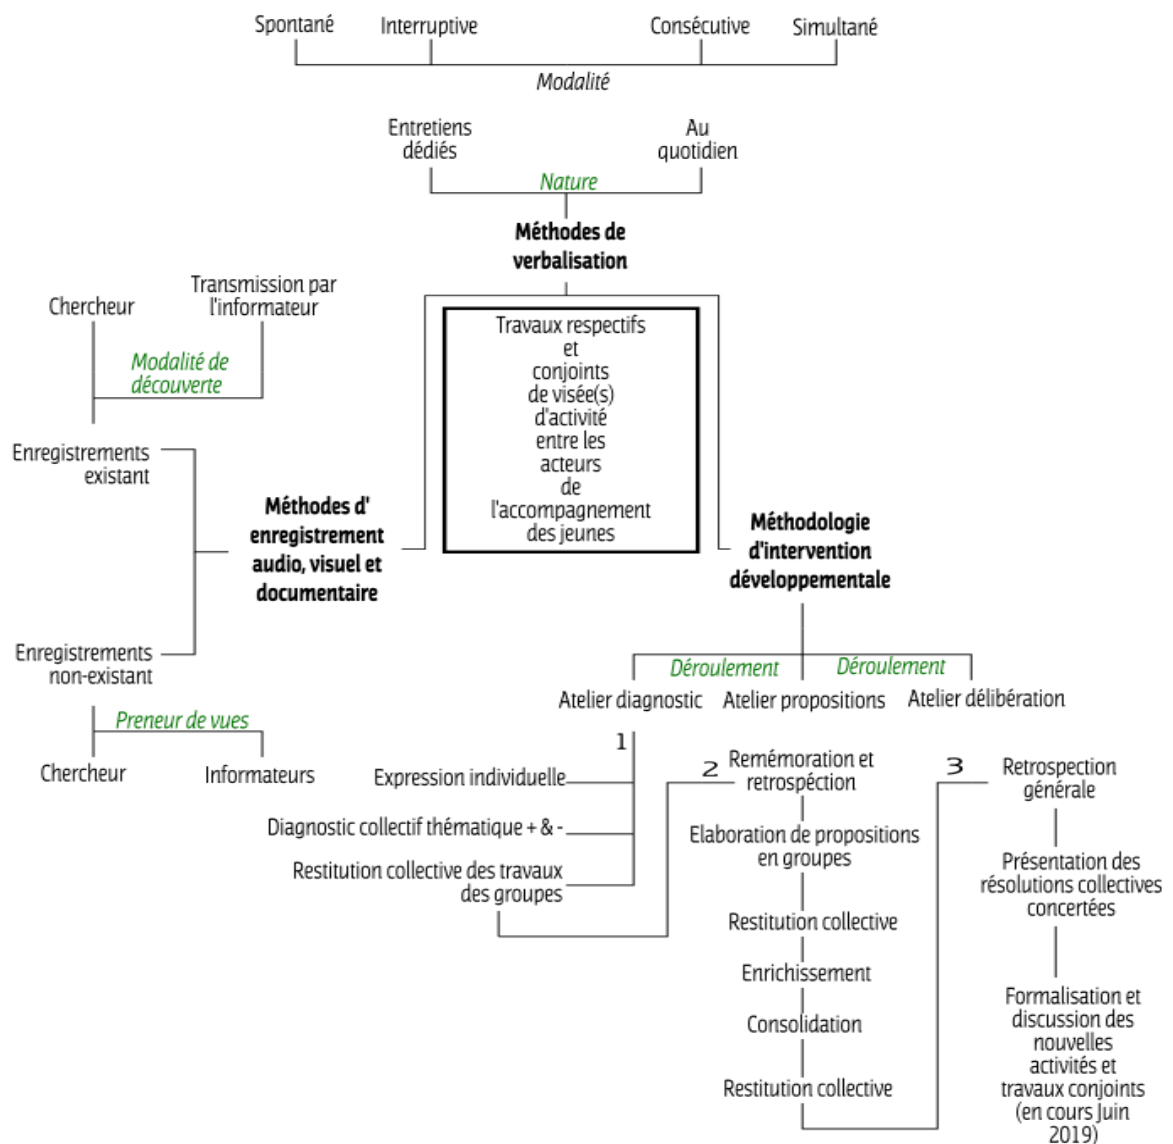 Spontané
Interruptive
Consécutive
Simultané
Modalité
Entretiens
dédiés
Au
quotidien
Nature
Méthodes de
verbalisation
Chercheur
Transmission par
l'informateur
Modalité de
découverte
Enregistrements
existant
Travaux respectifs
et
conjoints
de visée(s)
d'activité
entre les
acteurs
de
l'accompagnement
des jeunes
Méthodes d'
enregistrement
audio, visuel et
documentaire
Méthodologie
d'intervention
développementale
Enregistrements
non-existant
Preneur de vues
Chercheur
Informateurs
Déroulement
Déroulement
Atelier diagnostic
Atelier propositions
Atelier délibération
1
Expression individuelle
Diagnostic collectif thématique + & -
Restitution collective des travaux
des groupes
2
Remémoration et
retrospéction
Elaboration de propositions
en groupes
Restitution collective
Enrichissement
Consolidation
Restitution collective
3
Retrospection
générale
Présentation des
résolutions collectives
concertées
Formalisation et
discussion des
nouvelles
activités et
travaux conjoints
(en cours Juin
2019)